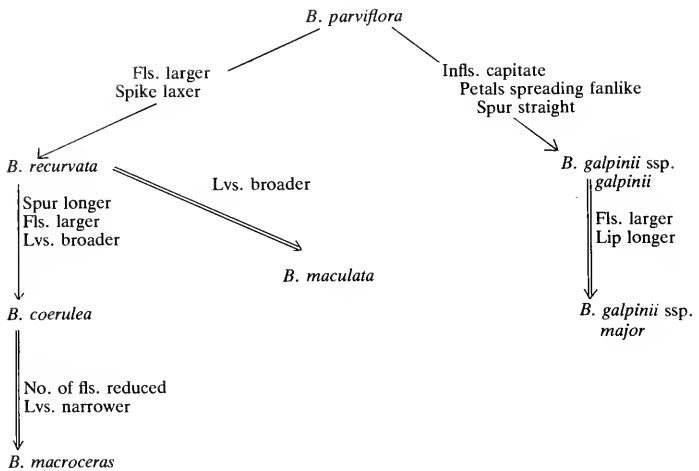 B. parviflora
Fls. larger
Spike laxer
Infls. capitate
Petals spreading fanlike
Spur straight
B. recurvata
Lvs. broader
B. galpinii ssp.
galpinii
Spur longer
Fls. larger
Lvs. broader
Fls. larger
Lip longer
B. maculata
B. coerulea
B. galpinii ssp.
major
No. of fls. reduced
Lvs. narrower
B. macroceras